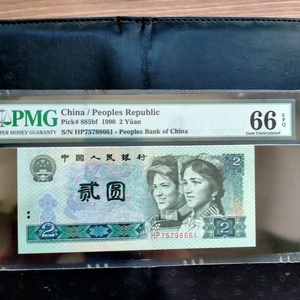 PMG
PAPER MONEY GUARANTY
China / Peoples Republic
Pick# 885bf 1990 2 Yüan
S/N HP75798661 - Peoples Bank of China
66 EPQ
Gem Uncirculated
中国人民银行
贰圆
2
2
2
HP75798661